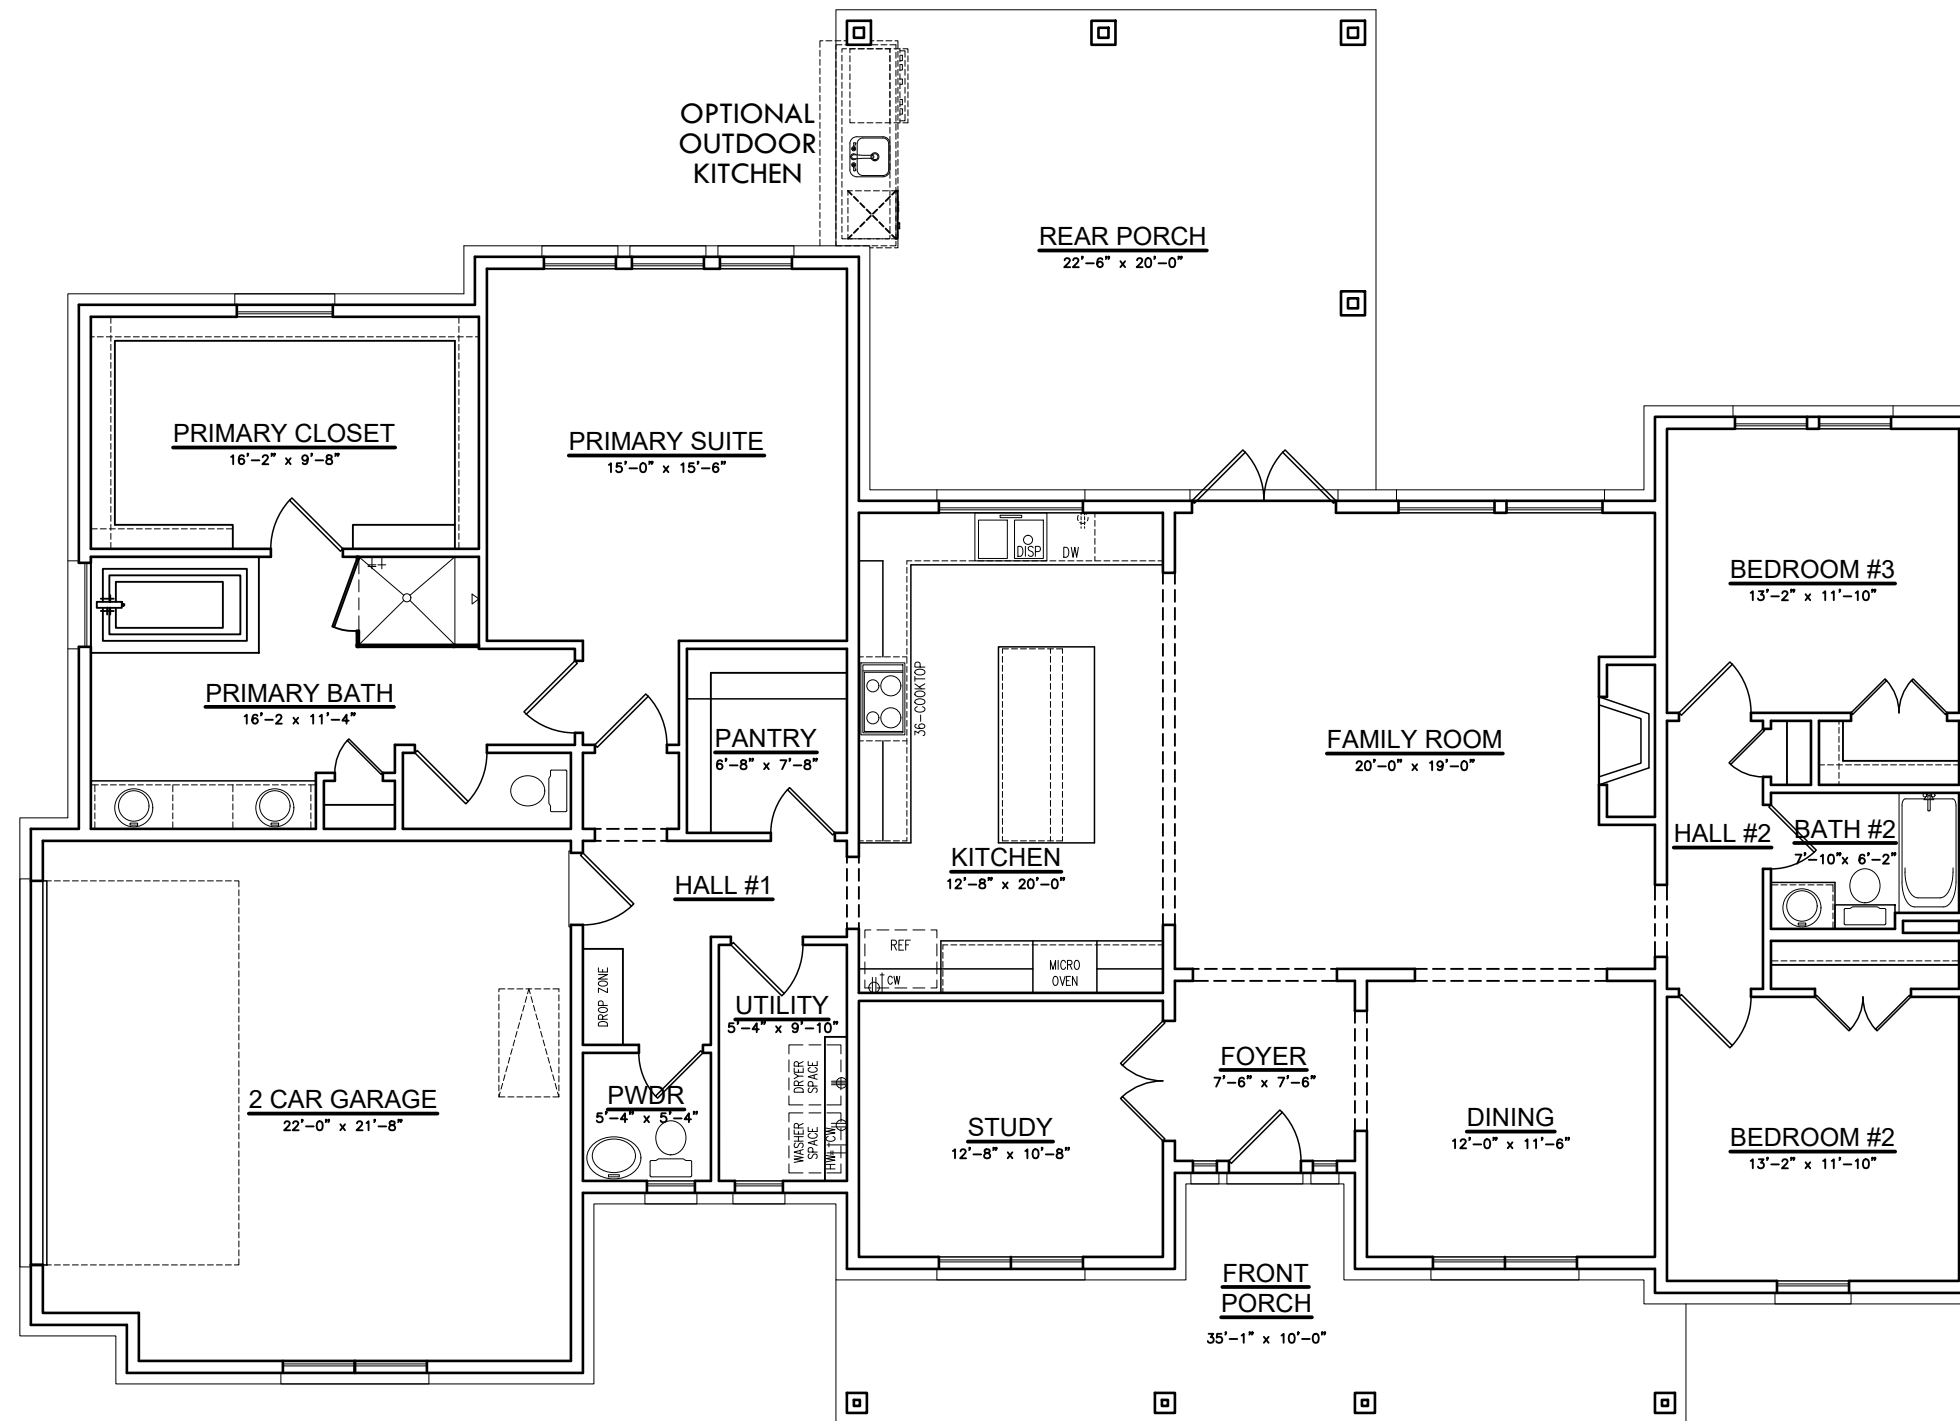 OPTIONAL
OUTDOOR
KITCHEN
REAR PORCH
22'-6" x 20'-0"
PRIMARY CLOSET
16'-2" x 9'-8"
PRIMARY SUITE
15'-0" x 15'-6"
DISP
DW
BEDROOM #3
13'-2" x 11'-10"
PRIMARY BATH
16'-2 x 11'-4"
36-COOKTOP
PANTRY
6'-8" x 7'-8"
FAMILY ROOM
20'-0" x 19'-0"
HALL #2
BATH #2
7'-10"x 6'-2"
KITCHEN
12'-8" x 20'-0"
HALL #1
REF
CW
MICRO
OVEN
DROP ZONE
UTILITY
5'-4" x 9'-10"
DRYER
SPACE
WASHER
SPACE
HW
CW
PWDR
5'-4" x 5'-4"
2 CAR GARAGE
22'-0" x 21'-8"
FOYER
7'-6" x 7'-6"
STUDY
12'-8" x 10'-8"
DINING
12'-0" x 11'-6"
BEDROOM #2
13'-2" x 11'-10"
FRONT
PORCH
35'-1" x 10'-0"